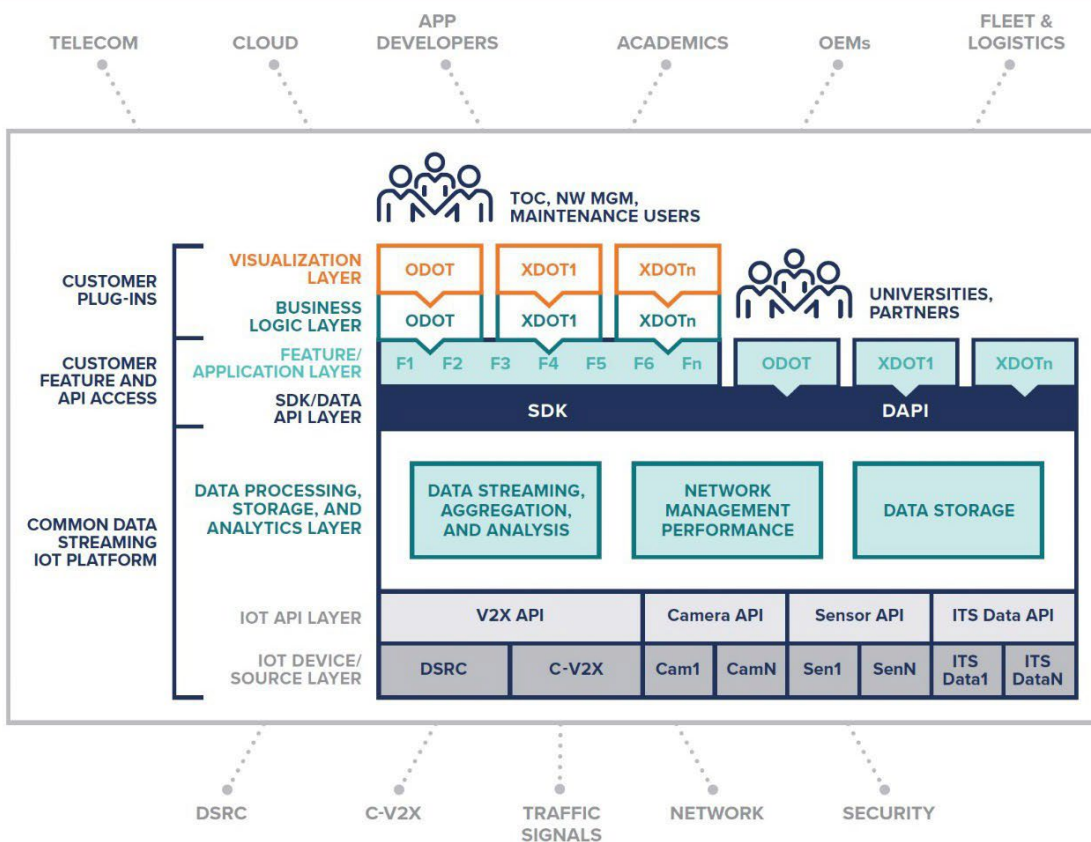 TELECOM
CLOUD
APP
DEVELOPERS
ACADEMICS
OEMs
FLEET &
LOGISTICS
TOC, NW MGM,
MAINTENANCE USERS
CUSTOMER
PLUG-INS
VISUALIZATION
LAYER
ODOT
XDOT1
XDOTn
BUSINESS
LOGIC LAYER
ODOT
XDOT1
XDOTn
UNIVERSITIES,
PARTNERS
CUSTOMER
FEATURE AND
API ACCESS
FEATURE/
APPLICATION LAYER
F1 F2 F3 F4 F5 F6 Fn
ODOT
XDOT1
XDOTn
SDK/DATA
API LAYER
SDK
DAPI
COMMON DATA
STREAMING
IOT PLATFORM
DATA PROCESSING,
STORAGE, AND
ANALYTICS LAYER
DATA STREAMING,
AGGREGATION,
AND ANALYSIS
NETWORK
MANAGEMENT
PERFORMANCE
DATA STORAGE
IOT API LAYER
V2X API
Camera API
Sensor API
ITS Data API
IOT DEVICE/
SOURCE LAYER
DSRC
C-V2X
Cam1
CamN
Sen1
SenN
ITS
Data1
ITS
DataN
DSRC
C-V2X
TRAFFIC
SIGNALS
NETWORK
SECURITY